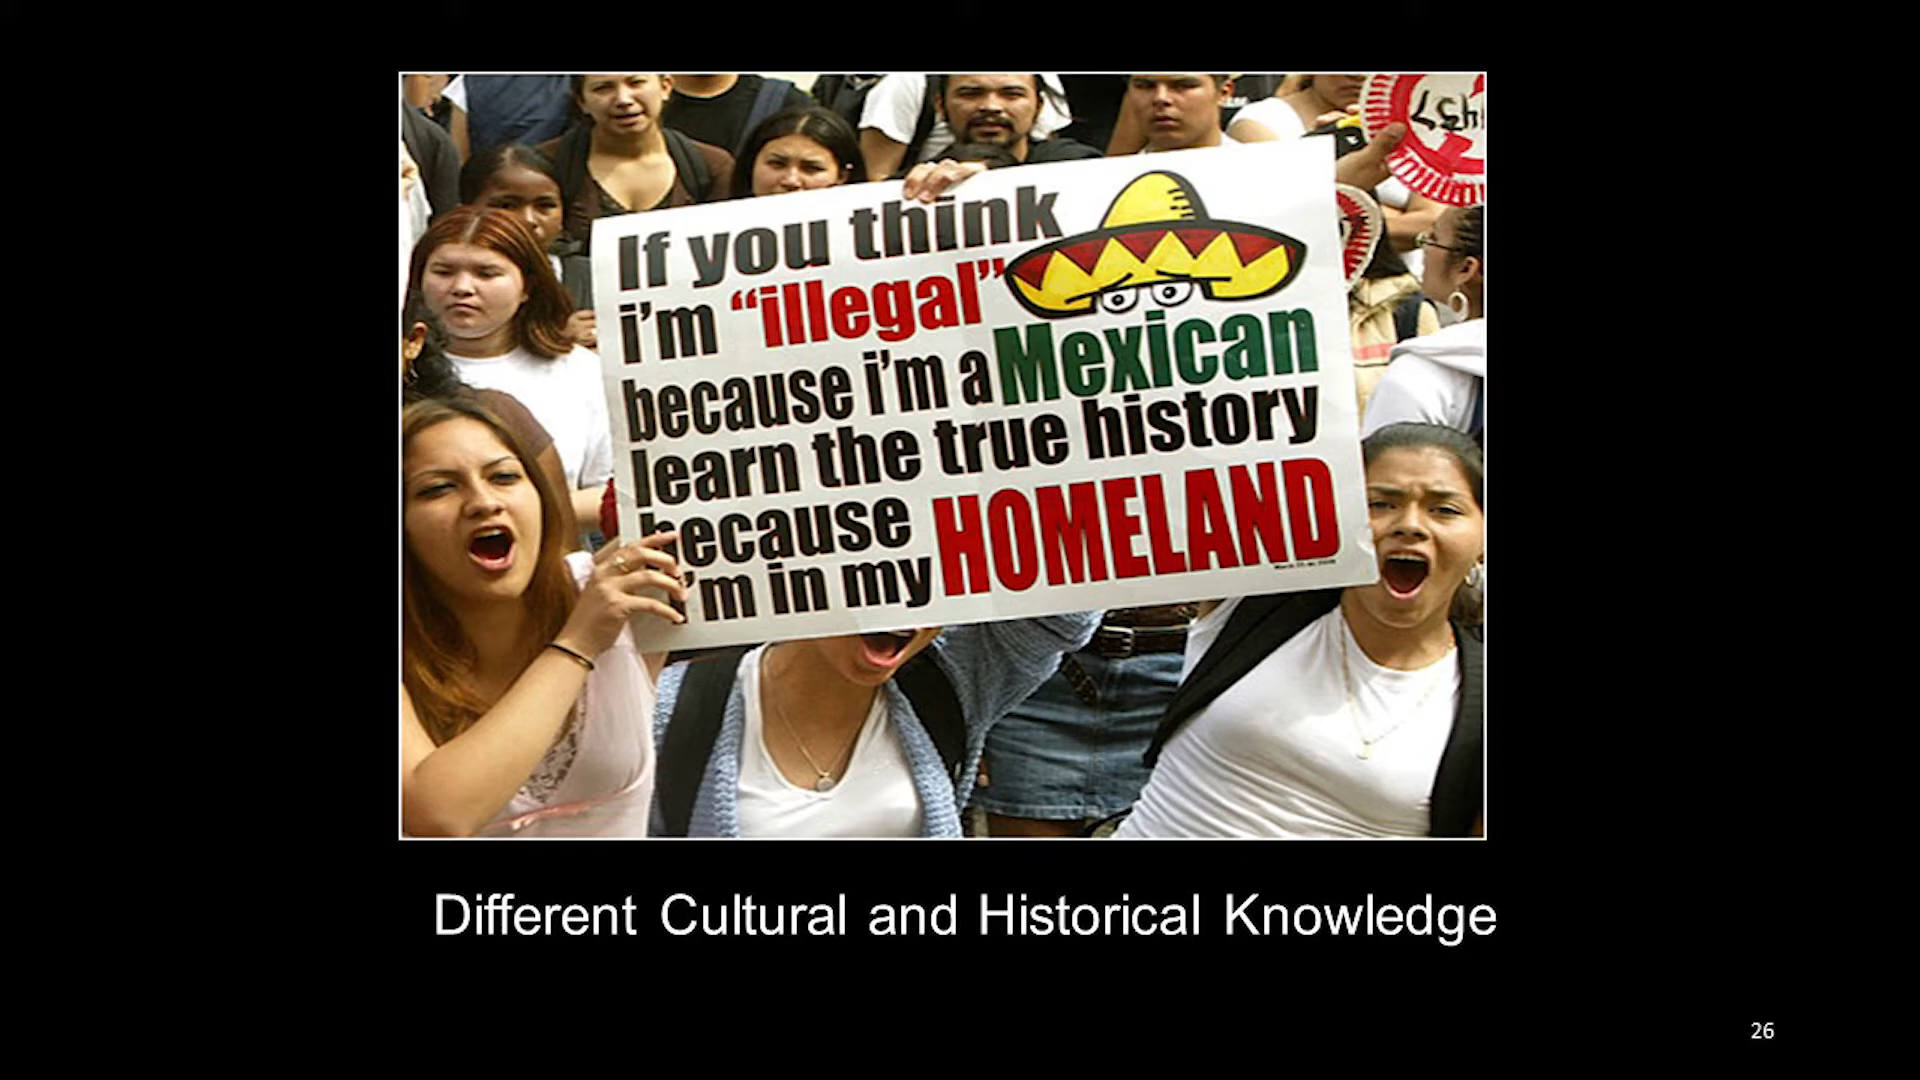 If you think
i'm “illegal”
because i'm a Mexican
learn the true history
because
i'm in my HOMELAND
Different Cultural and Historical Knowledge
26